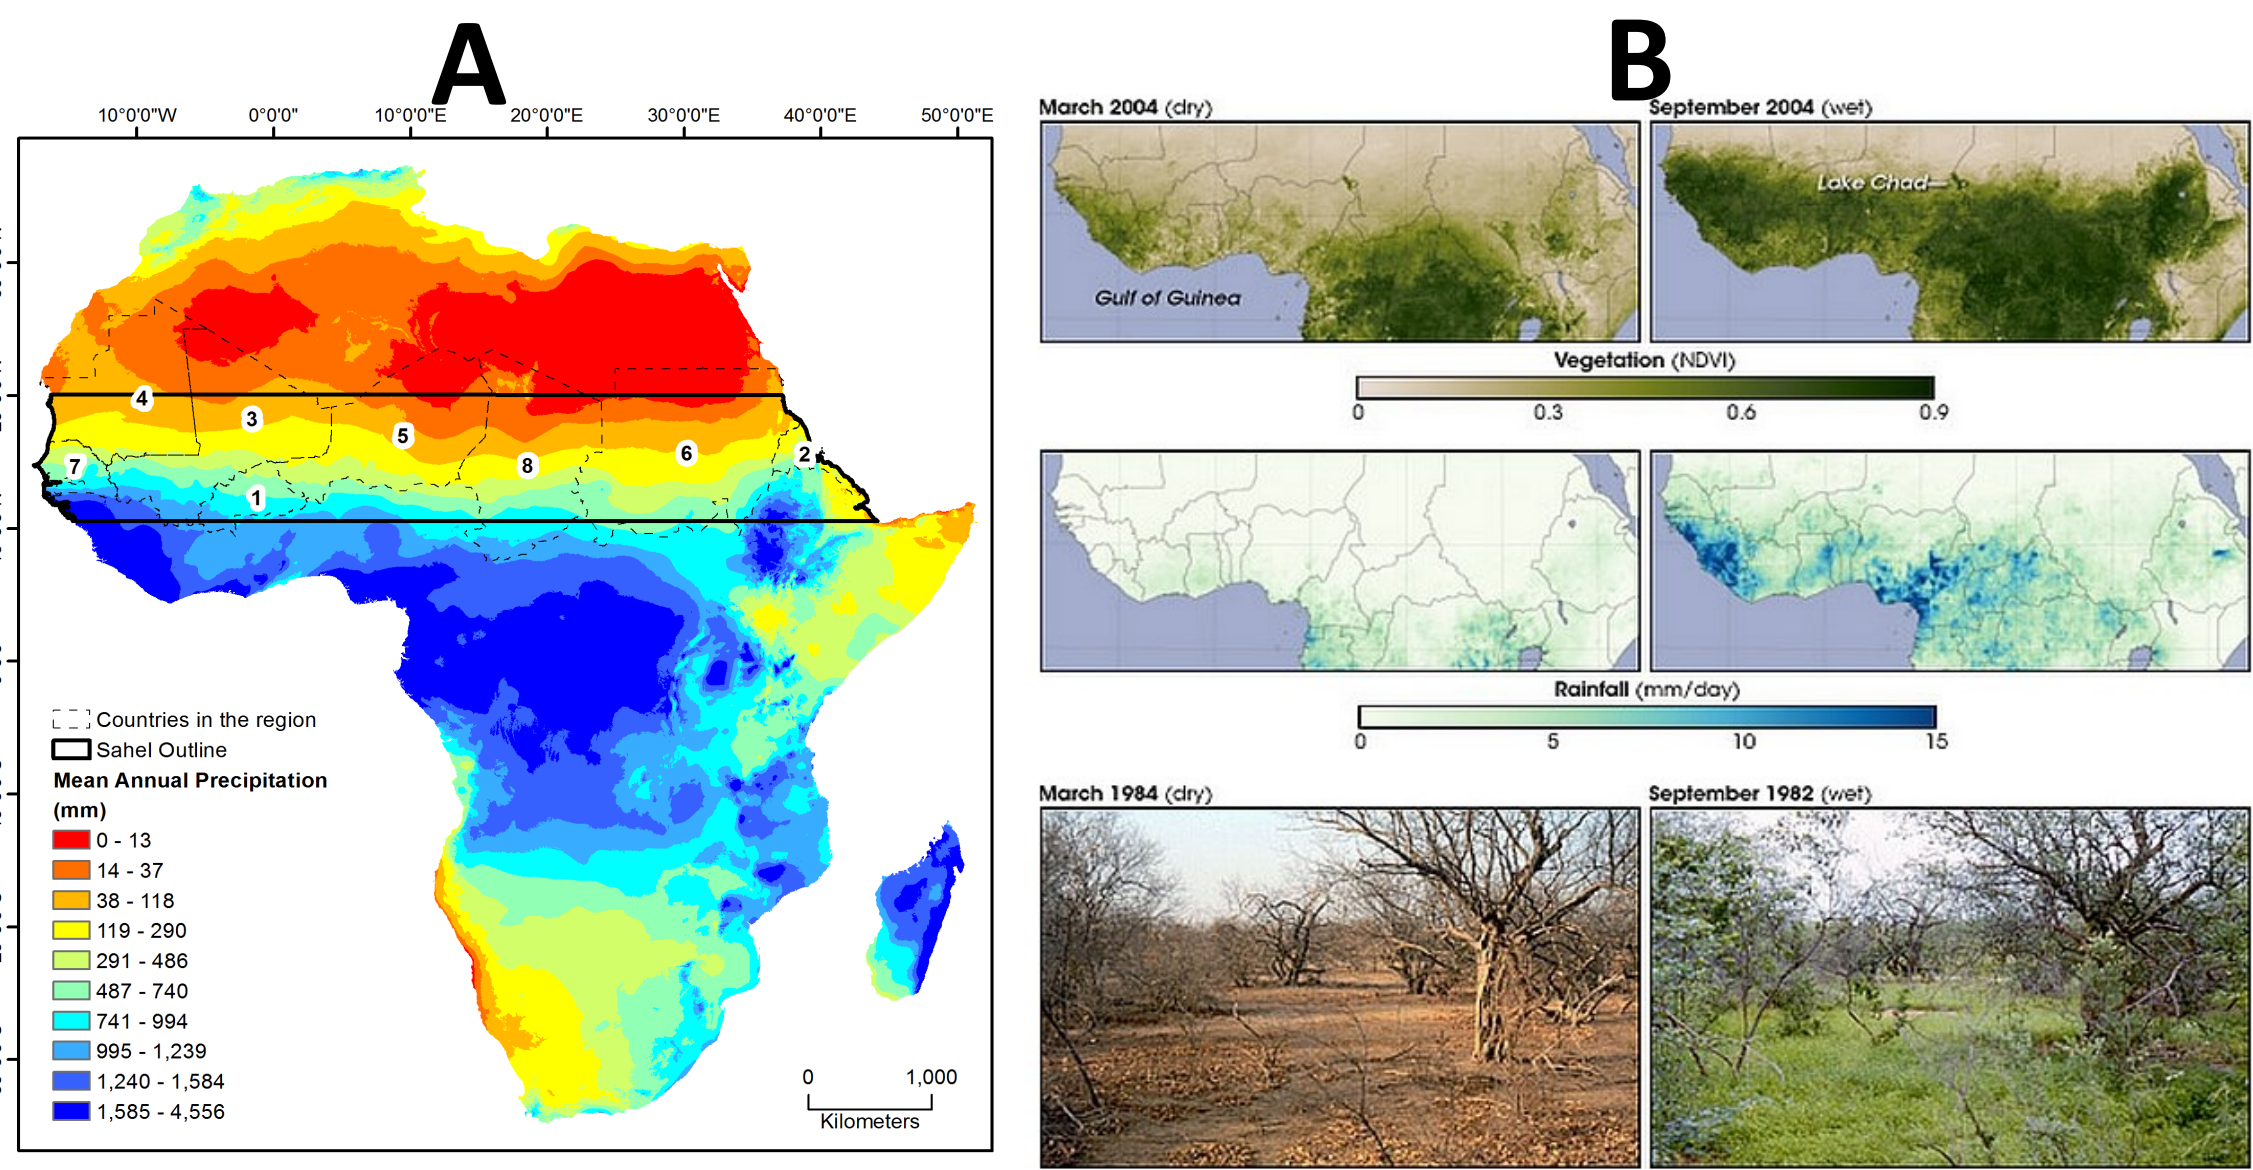 A
10°0'0"W 0°0'0" 10°0'0"E 20°0'0"E 30°0'0"E 40°0'0"E 50°0'0"E
4
3
5
6
2
7
8
1
Countries in the region
Sahel Outline
Mean Annual Precipitation
(mm)
0 - 13
14 - 37
38 - 118
119 - 290
291 - 486
487 - 740
741 - 994
995 - 1,239
1,240 - 1,584
1,585 - 4,556
0 1,000
Kilometers
B
March 2004 (dry) September 2004 (wet)
Lake Chad
Gulf of Guinea
Vegetation (NDVI)
0 0.3 0.6 0.9
Rainfall (mm/day)
0 5 10 15
March 1984 (dry) September 1982 (wet)